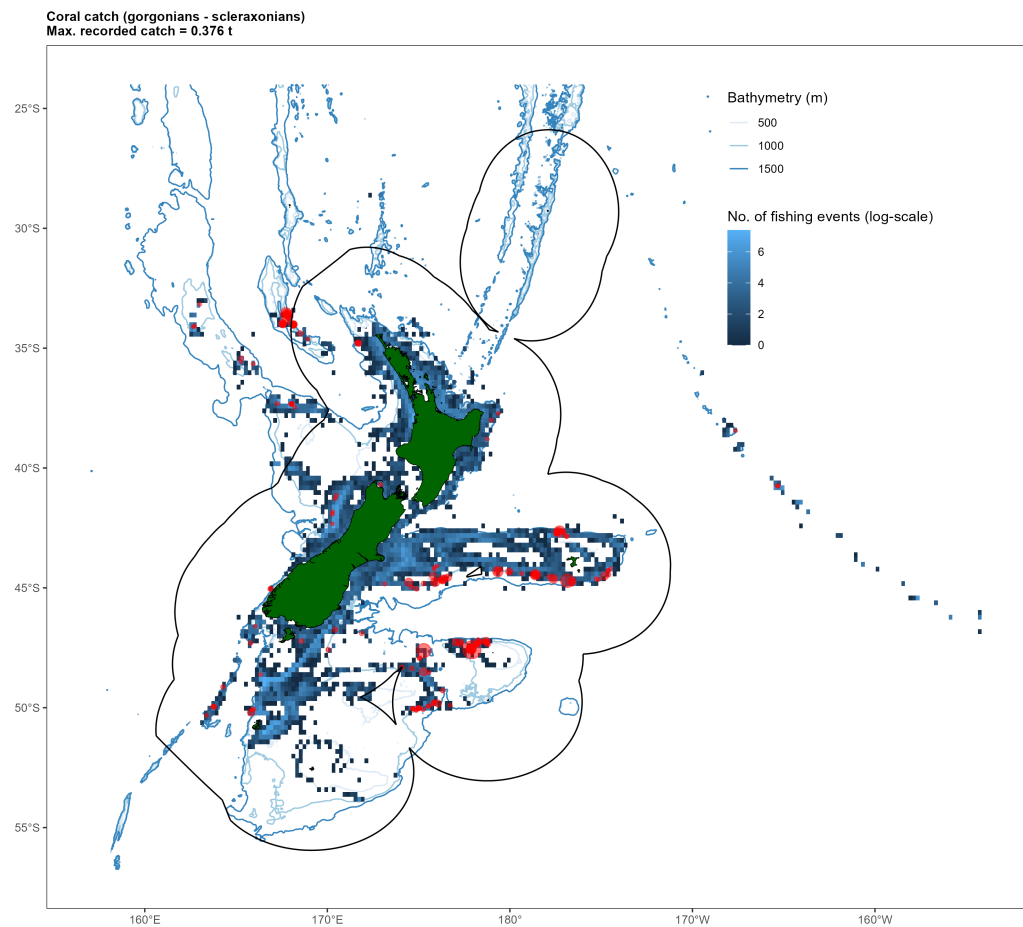 Coral catch (gorgonians - scleraxonians)
Max. recorded catch = 0.376 t
25°S
30°S
35°S
40°S
45°S
50°S
55°S
160°E
170°E
180°
170°W
160°W
Bathymetry (m)
500
1000
1500
No. of fishing events (log-scale)
6
4
2
0